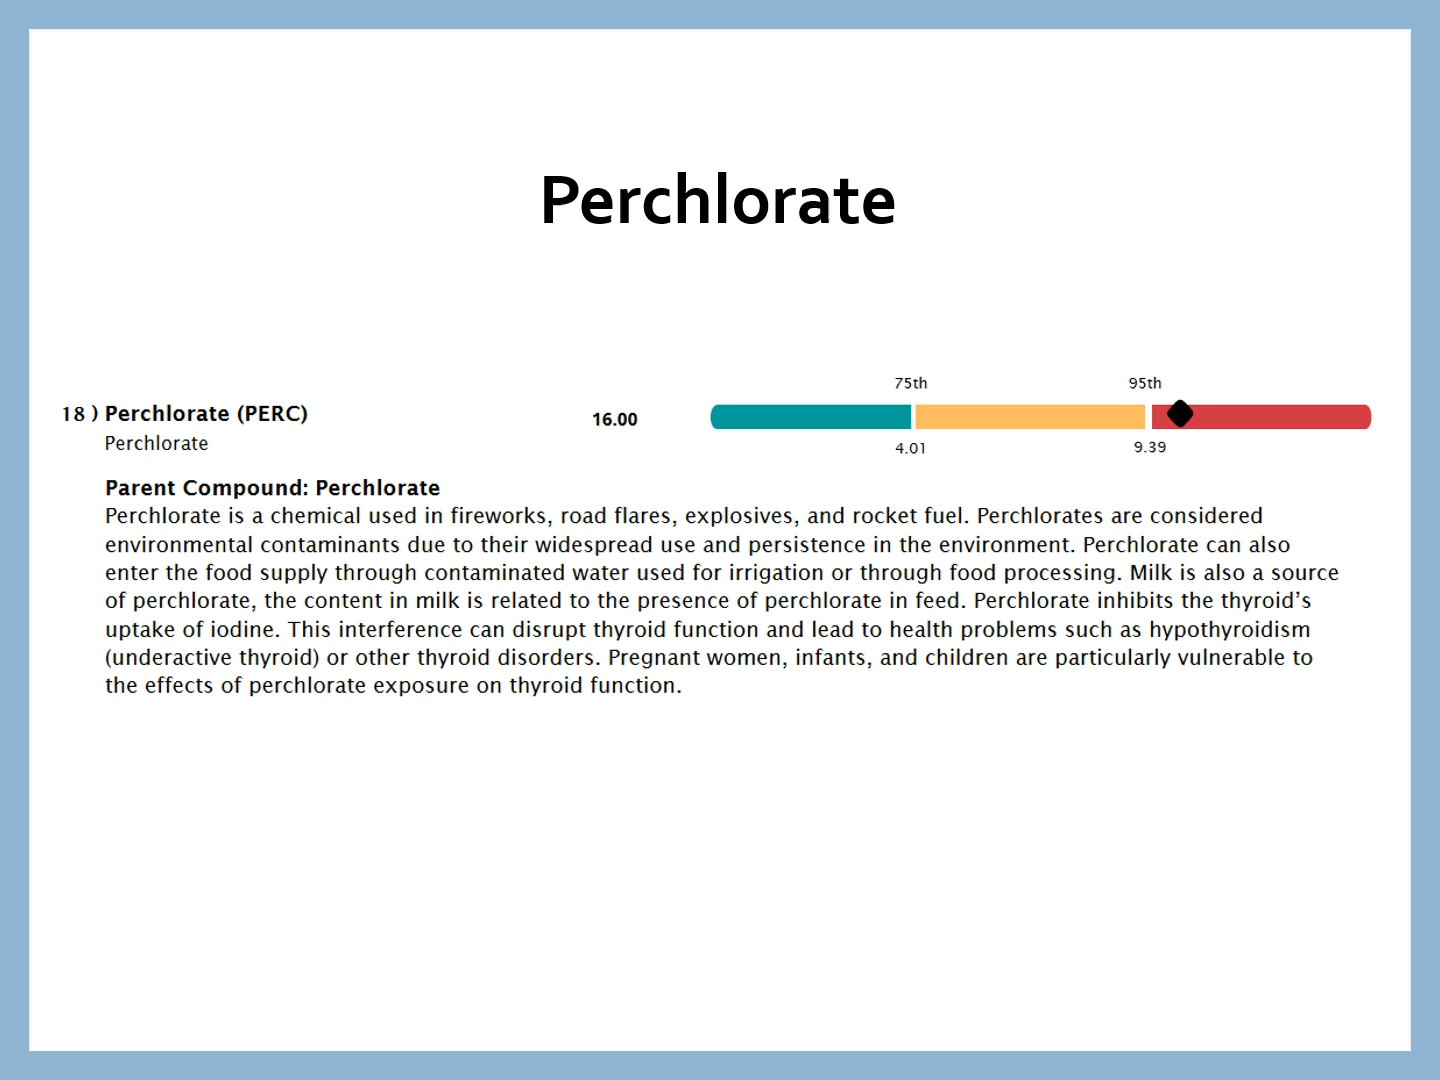 Perchlorate
75th 95th
18 ) Perchlorate (PERC) 16.00
Perchlorate 4.01 9.39
Parent Compound: Perchlorate
Perchlorate is a chemical used in fireworks, road flares, explosives, and rocket fuel. Perchlorates are considered
environmental contaminants due to their widespread use and persistence in the environment. Perchlorate can also
enter the food supply through contaminated water used for irrigation or through food processing. Milk is also a source
of perchlorate, the content in milk is related to the presence of perchlorate in feed. Perchlorate inhibits the thyroid’s
uptake of iodine. This interference can disrupt thyroid function and lead to health problems such as hypothyroidism
(underactive thyroid) or other thyroid disorders. Pregnant women, infants, and children are particularly vulnerable to
the effects of perchlorate exposure on thyroid function.